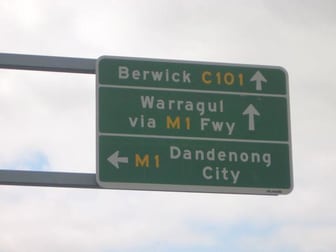 Berwick C101
Warragul
via M1 Fwy
M1 Dandenong
City